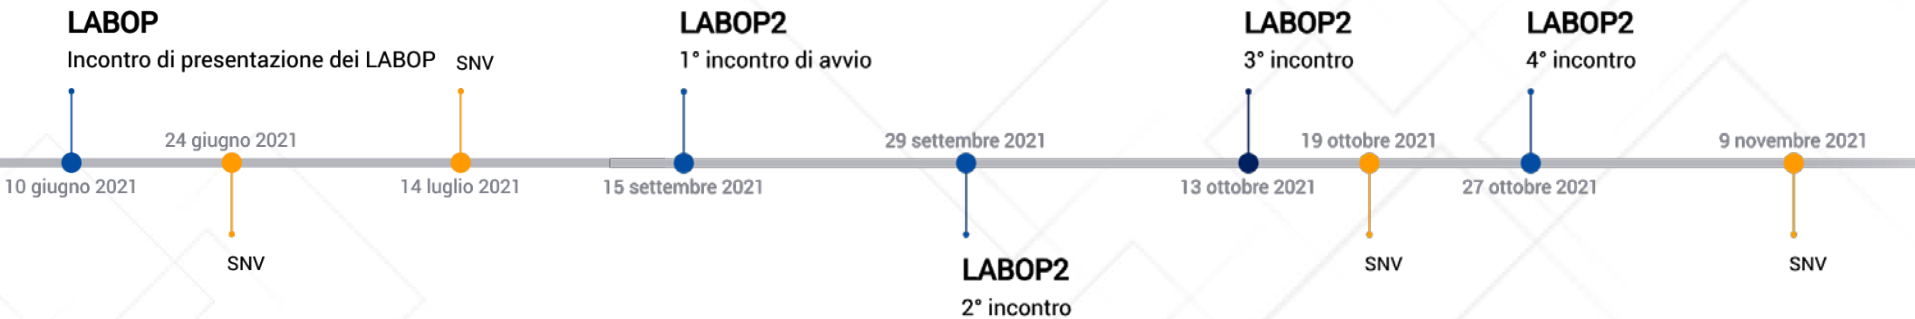 LABOP
Incontro di presentazione dei LABOP
10 giugno 2021
24 giugno 2021
SNV
SNV
14 luglio 2021
LABOP2
1° incontro di avvio
15 settembre 2021
29 settembre 2021
LABOP2
2° incontro
LABOP2
3° incontro
13 ottobre 2021
19 ottobre 2021
SNV
LABOP2
4° incontro
27 ottobre 2021
9 novembre 2021
SNV